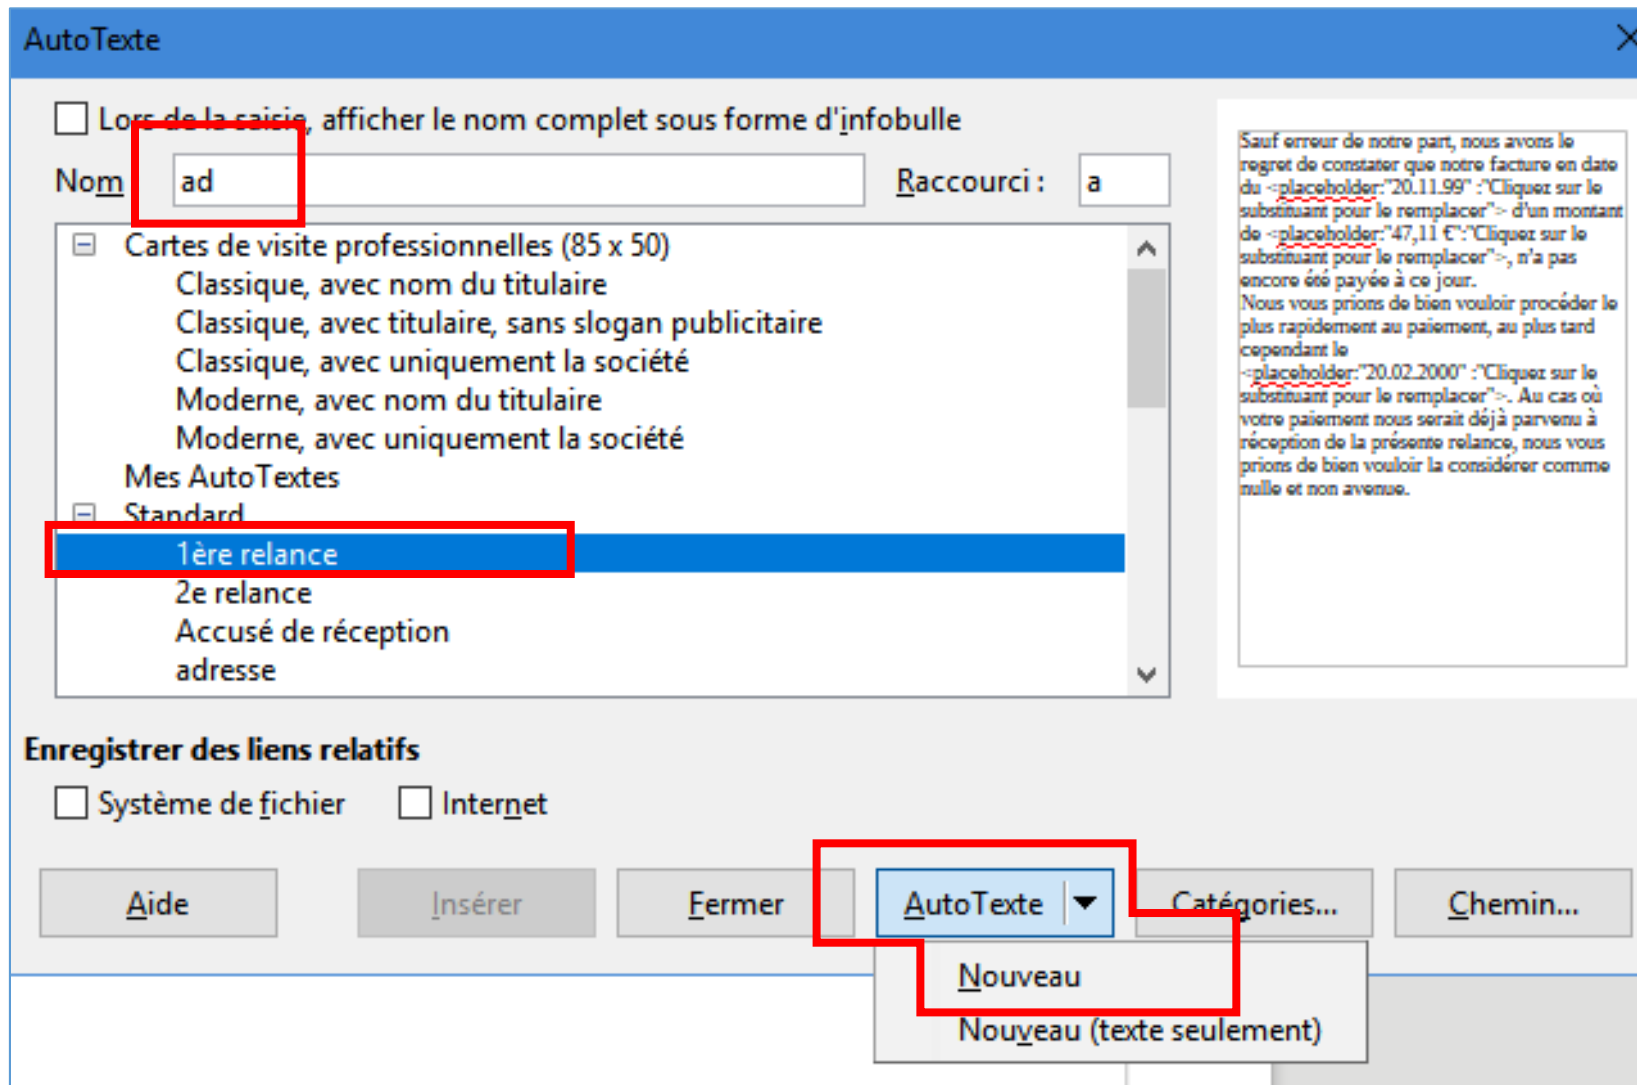 AutoTexte
Lors de la saisie, afficher le nom complet sous forme d'infobulle
Nom ad Raccourci : a
Cartes de visite professionnelles (85 x 50)
Classique, avec nom du titulaire
Classique, avec titulaire, sans slogan publicitaire
Classique, avec uniquement la société
Moderne, avec nom du titulaire
Moderne, avec uniquement la société
Mes AutoTextes
Standard
1ère relance
2e relance
Accusé de réception
adresse
Sauf erreur de notre part, nous avons le
regret de constater que notre facture en date
du <placeholder:"20.11.99" :"Cliquez sur le
substituant pour le remplacer"> d'un montant
de <placeholder:"47,11 €":"Cliquez sur le
substituant pour le remplacer">, n'a pas
encore été payée à ce jour.
Nous vous prions de bien vouloir procéder le
plus rapidement au paiement, au plus tard
cependant le
<placeholder:"20.02.2000" :"Cliquez sur le
substituant pour le remplacer">. Au cas où
votre paiement nous serait déjà parvenu à
réception de la présente relance, nous vous
prions de bien vouloir la considérer comme
nulle et non avenue.
Enregistrer des liens relatifs
Système de fichier Internet
Aide Insérer Fermer AutoTexte Catégories... Chemin...
Nouveau
Nouveau (texte seulement)